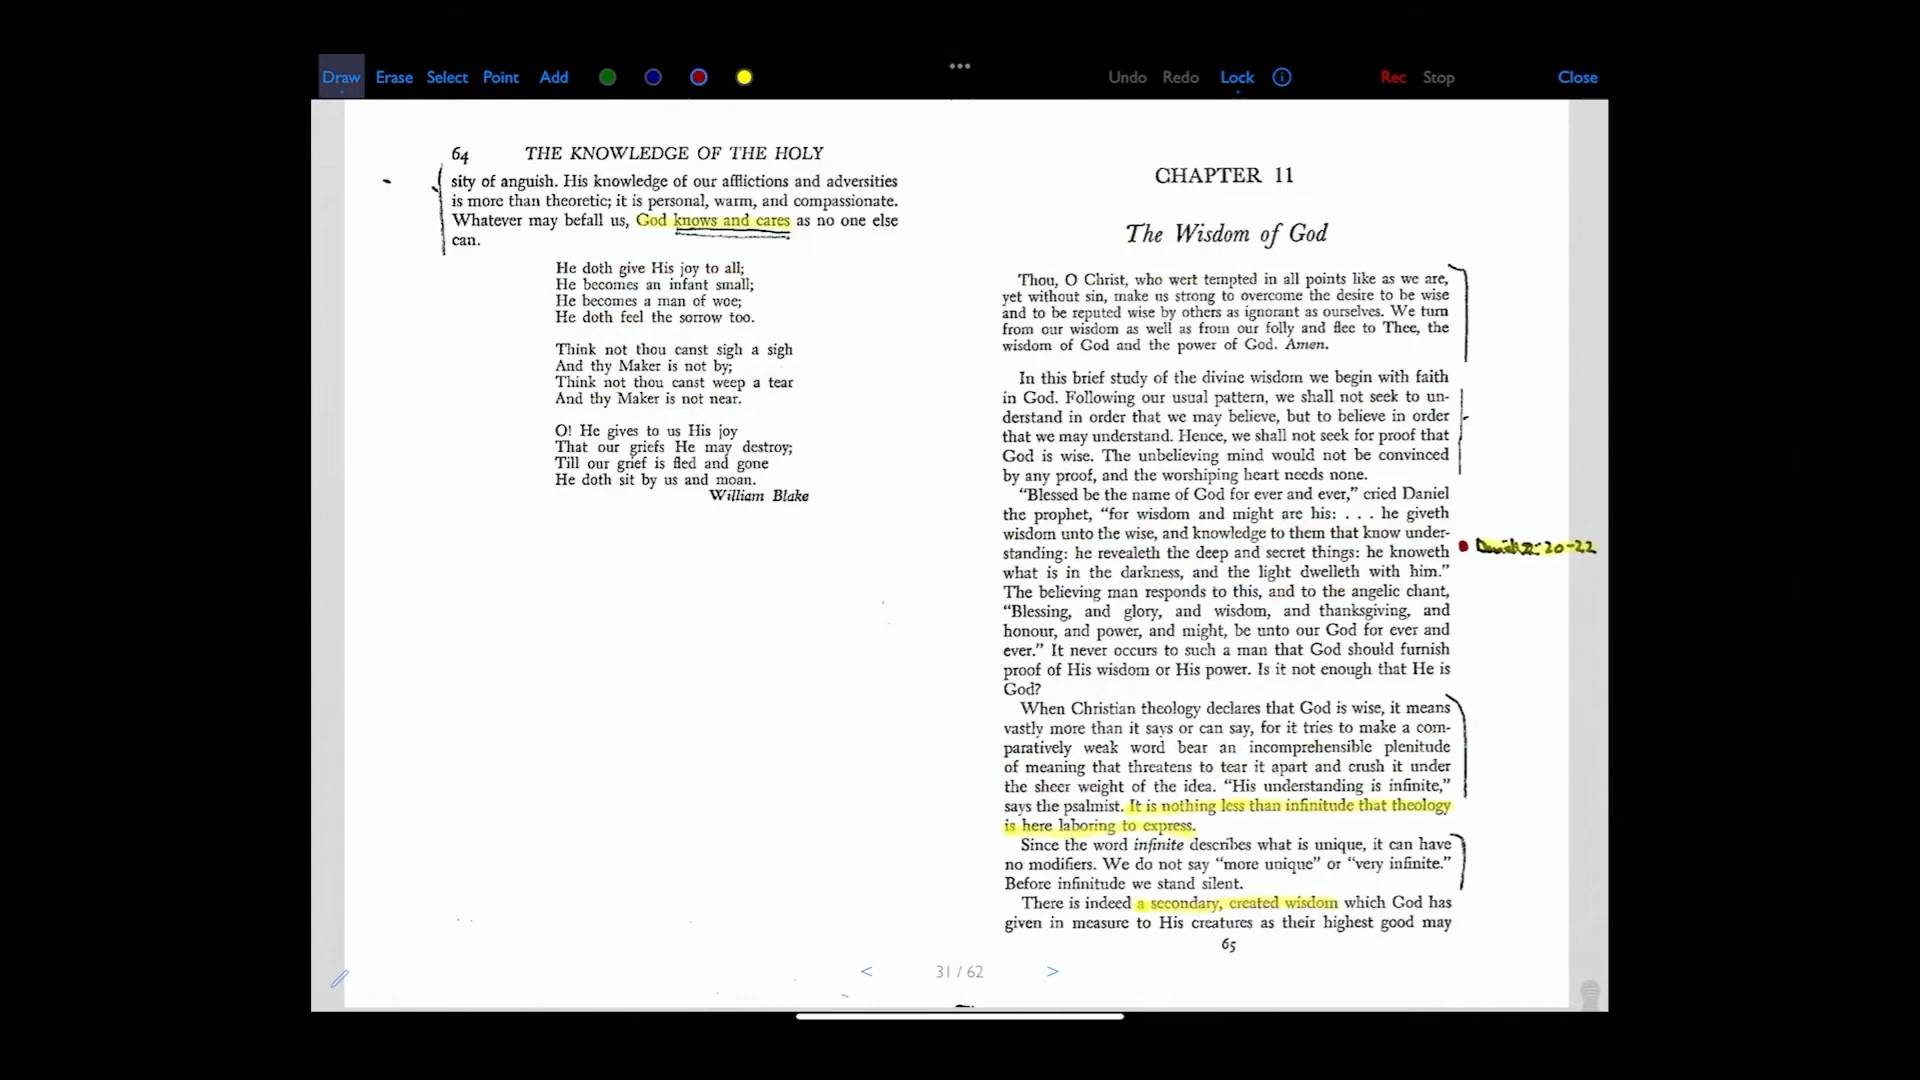 Draw Erase Select Point Add Undo Redo Lock Rec Stop Close
64 THE KNOWLEDGE OF THE HOLY
sity of anguish. His knowledge of our afflictions and adversities
is more than theoretic; it is personal, warm, and compassionate.
Whatever may befall us, God knows and cares as no one else
can.
He doth give His joy to all;
He becomes an infant small;
He becomes a man of woe;
He doth feel the sorrow too.
Think not thou canst sigh a sigh
And thy Maker is not by;
Think not thou canst weep a tear
And thy Maker is not near.
O! He gives to us His joy
That our griefs He may destroy;
Till our grief is fled and gone
He doth sit by us and moan.
William Blake
CHAPTER 11
The Wisdom of God
Thou, O Christ, who wert tempted in all points like as we are,
yet without sin, make us strong to overcome the desire to be wise
and to be reputed wise by others as ignorant as ourselves. We turn
from our wisdom as well as from our folly and flee to Thee, the
wisdom of God and the power of God. Amen.
In this brief study of the divine wisdom we begin with faith
in God. Following our usual pattern, we shall not seek to un-
derstand in order that we may believe, but to believe in order
that we may understand. Hence, we shall not seek for proof that
God is wise. The unbelieving mind would not be convinced
by any proof, and the worshiping heart needs none.
"Blessed be the name of God for ever and ever," cried Daniel
the prophet, "for wisdom and might are his: . . . he giveth
wisdom unto the wise, and knowledge to them that know under-
standing: he revealeth the deep and secret things: he knoweth
what is in the darkness, and the light dwelleth with him."
The believing man responds to this, and to the angelic chant,
"Blessing, and glory, and wisdom, and thanksgiving, and
honour, and power, and might, be unto our God for ever and
ever." It never occurs to such a man that God should furnish
proof of His wisdom or His power. Is it not enough that He is
God?
When Christian theology declares that God is wise, it means
vastly more than it says or can say, for it tries to make a com-
paratively weak word bear an incomprehensible plenitude
of meaning that threatens to tear it apart and crush it under
the sheer weight of the idea. "His understanding is infinite,"
says the psalmist. It is nothing less than infinitude that theology
is here laboring to express.
Since the word infinite describes what is unique, it can have
no modifiers. We do not say "more unique" or "very infinite."
Before infinitude we stand silent.
There is indeed a secondary, created wisdom which God has
given in measure to His creatures as their highest good may
65
Daniel 2: 20-22
< 31 / 62 >